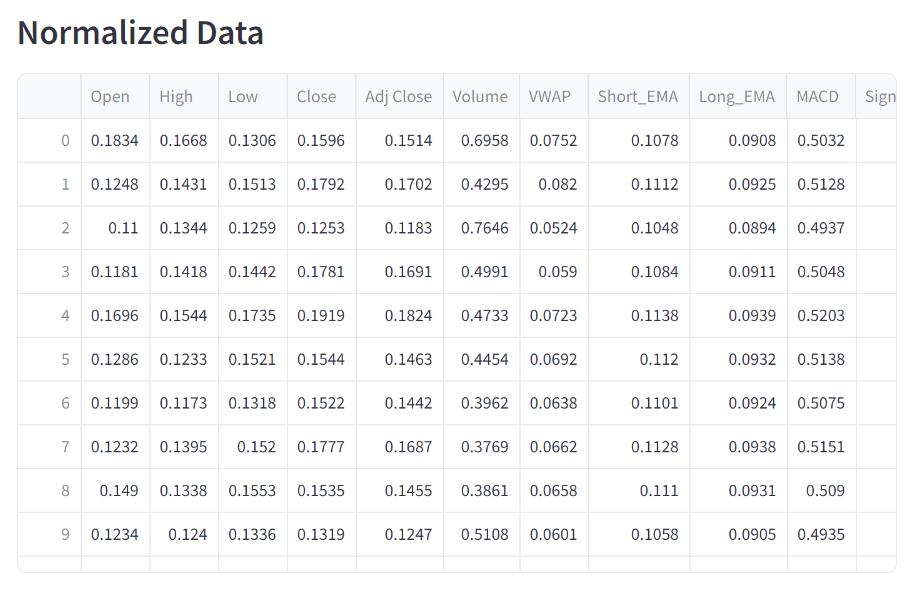 Normalized Data
Open High Low Close Adj Close Volume VWAP Short_EMA Long_EMA MACD Sign
0 0.1834 0.1668 0.1306 0.1596 0.1514 0.6958 0.0752 0.1078 0.0908 0.5032
1 0.1248 0.1431 0.1513 0.1792 0.1702 0.4295 0.082 0.1112 0.0925 0.5128
2 0.11 0.1344 0.1259 0.1253 0.1183 0.7646 0.0524 0.1048 0.0894 0.4937
3 0.1181 0.1418 0.1442 0.1781 0.1691 0.4991 0.059 0.1084 0.0911 0.5048
4 0.1696 0.1544 0.1735 0.1919 0.1824 0.4733 0.0723 0.1138 0.0939 0.5203
5 0.1286 0.1233 0.1521 0.1544 0.1463 0.4454 0.0692 0.112 0.0932 0.5138
6 0.1199 0.1173 0.1318 0.1522 0.1442 0.3962 0.0638 0.1101 0.0924 0.5075
7 0.1232 0.1395 0.152 0.1777 0.1687 0.3769 0.0662 0.1128 0.0938 0.5151
8 0.149 0.1338 0.1553 0.1535 0.1455 0.3861 0.0658 0.111 0.0931 0.509
9 0.1234 0.124 0.1336 0.1319 0.1247 0.5108 0.0601 0.1058 0.0905 0.4935